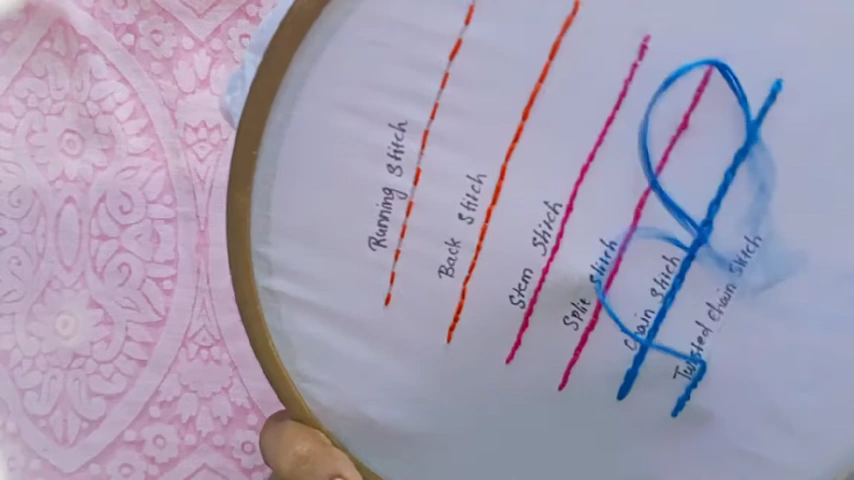 Running Stitch
Back Stitch
Stem Stitch
Split Stitch
Chain Stitch
Twisted Chain Stitch